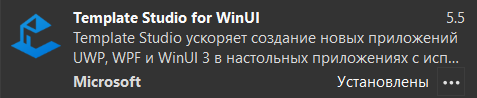 Template Studio for WinUI 5.5
Template Studio ускоряет создание новых приложений
UWP, WPF и WinUI 3 в настольных приложениях с исп...
Microsoft Установлены ...